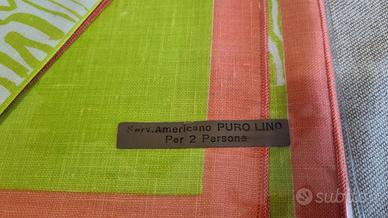 Serv.Americano PURO LINO
Per 2 Persone
subito